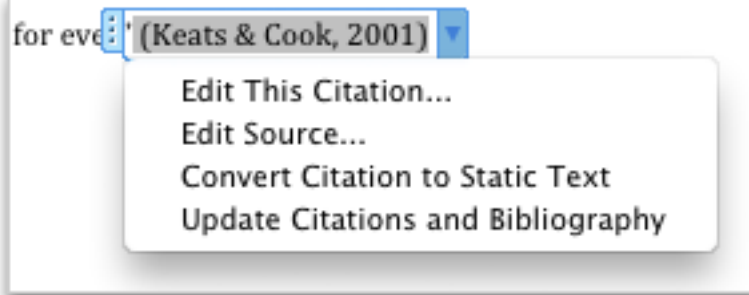 for eve ' (Keats & Cook, 2001)
Edit This Citation...
Edit Source...
Convert Citation to Static Text
Update Citations and Bibliography